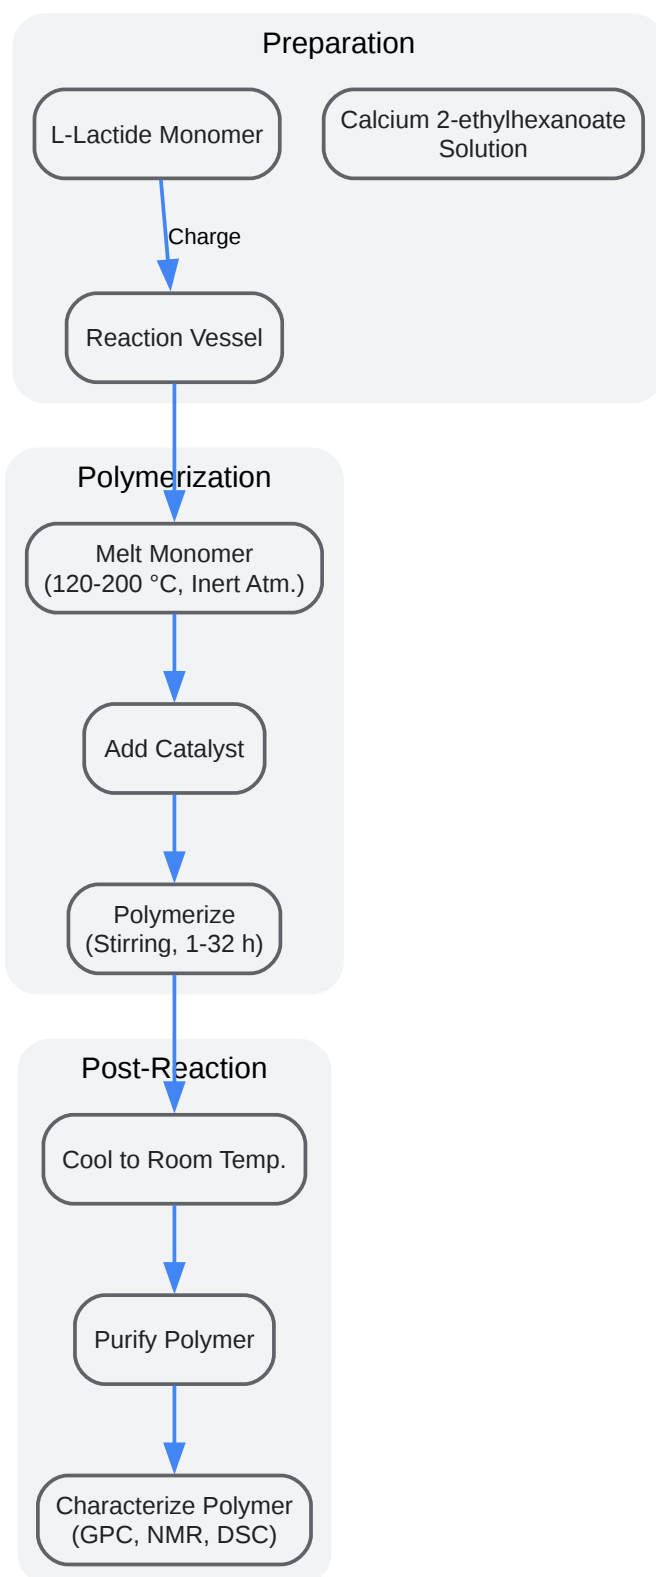 Preparation
L-Lactide Monomer
Calcium 2-ethylhexanoate
Solution
Charge
Reaction Vessel
Polymerization
Melt Monomer
(120-200 °C, Inert Atm.)
Add Catalyst
Polymerize
(Stirring, 1-32 h)
Post-Reaction
Cool to Room Temp.
Purify Polymer
Characterize Polymer
(GPC, NMR, DSC)